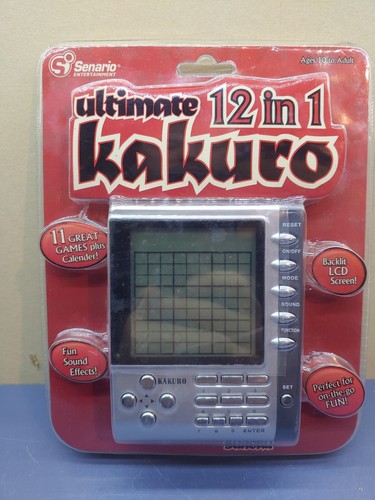 Senario®
ENTERTAINMENT
Ages 10 to Adult
ultimate 12 in 1
kakuro
11 GREAT
GAMES plus
Calender!
RESET
ON/OFF
MODE
SOUND
FUNCTION
SET
Backlit
LCD
Screen!
Fun
Sound
Effects!
KAKURO
ENTER
Perfect for
on-the-go
FUN!